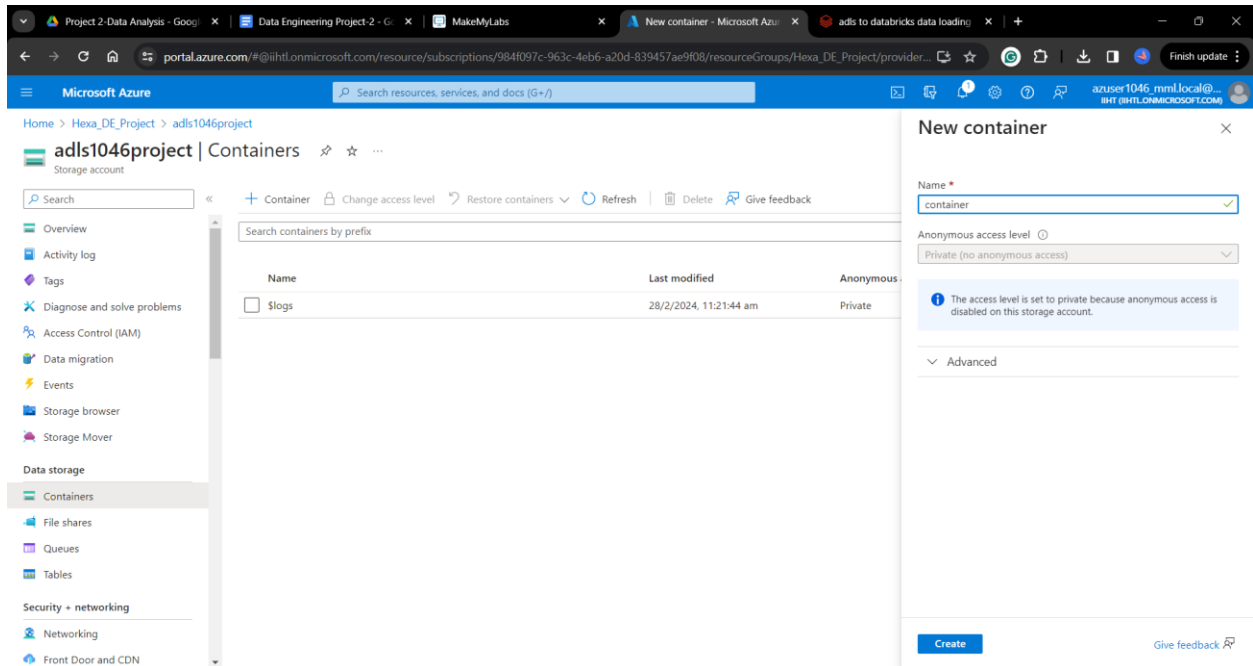 Project 2-Data Analysis - Googl
Data Engineering Project-2 - Go
MakeMyLabs
New container - Microsoft Azur
adls to databricks data loading
portal.azure.com/#@iihtl.onmicrosoft.com/resource/subscriptions/984f097c-963c-4eb6-a20d-839457ae9f08/resourceGroups/Hexa_DE_Project/provider...
Finish update
Microsoft Azure
Search resources, services, and docs (G+/)
1
azuser1046_mml.local@...
IIHT (IIHTL.ONMICROSOFT.COM)
Home > Hexa_DE_Project > adls1046project
adls1046project | Containers
Storage account
Search
Overview
Activity log
Tags
Diagnose and solve problems
Access Control (IAM)
Data migration
Events
Storage browser
Storage Mover
Data storage
Containers
File shares
Queues
Tables
Security + networking
Networking
Front Door and CDN
Container
Change access level
Restore containers
Refresh
Delete
Give feedback
Search containers by prefix
Name Last modified Anonymous
$logs 28/2/2024, 11:21:44 am Private
New container
Name *
container
Anonymous access level
Private (no anonymous access)
The access level is set to private because anonymous access is
disabled on this storage account.
Advanced
Create
Give feedback